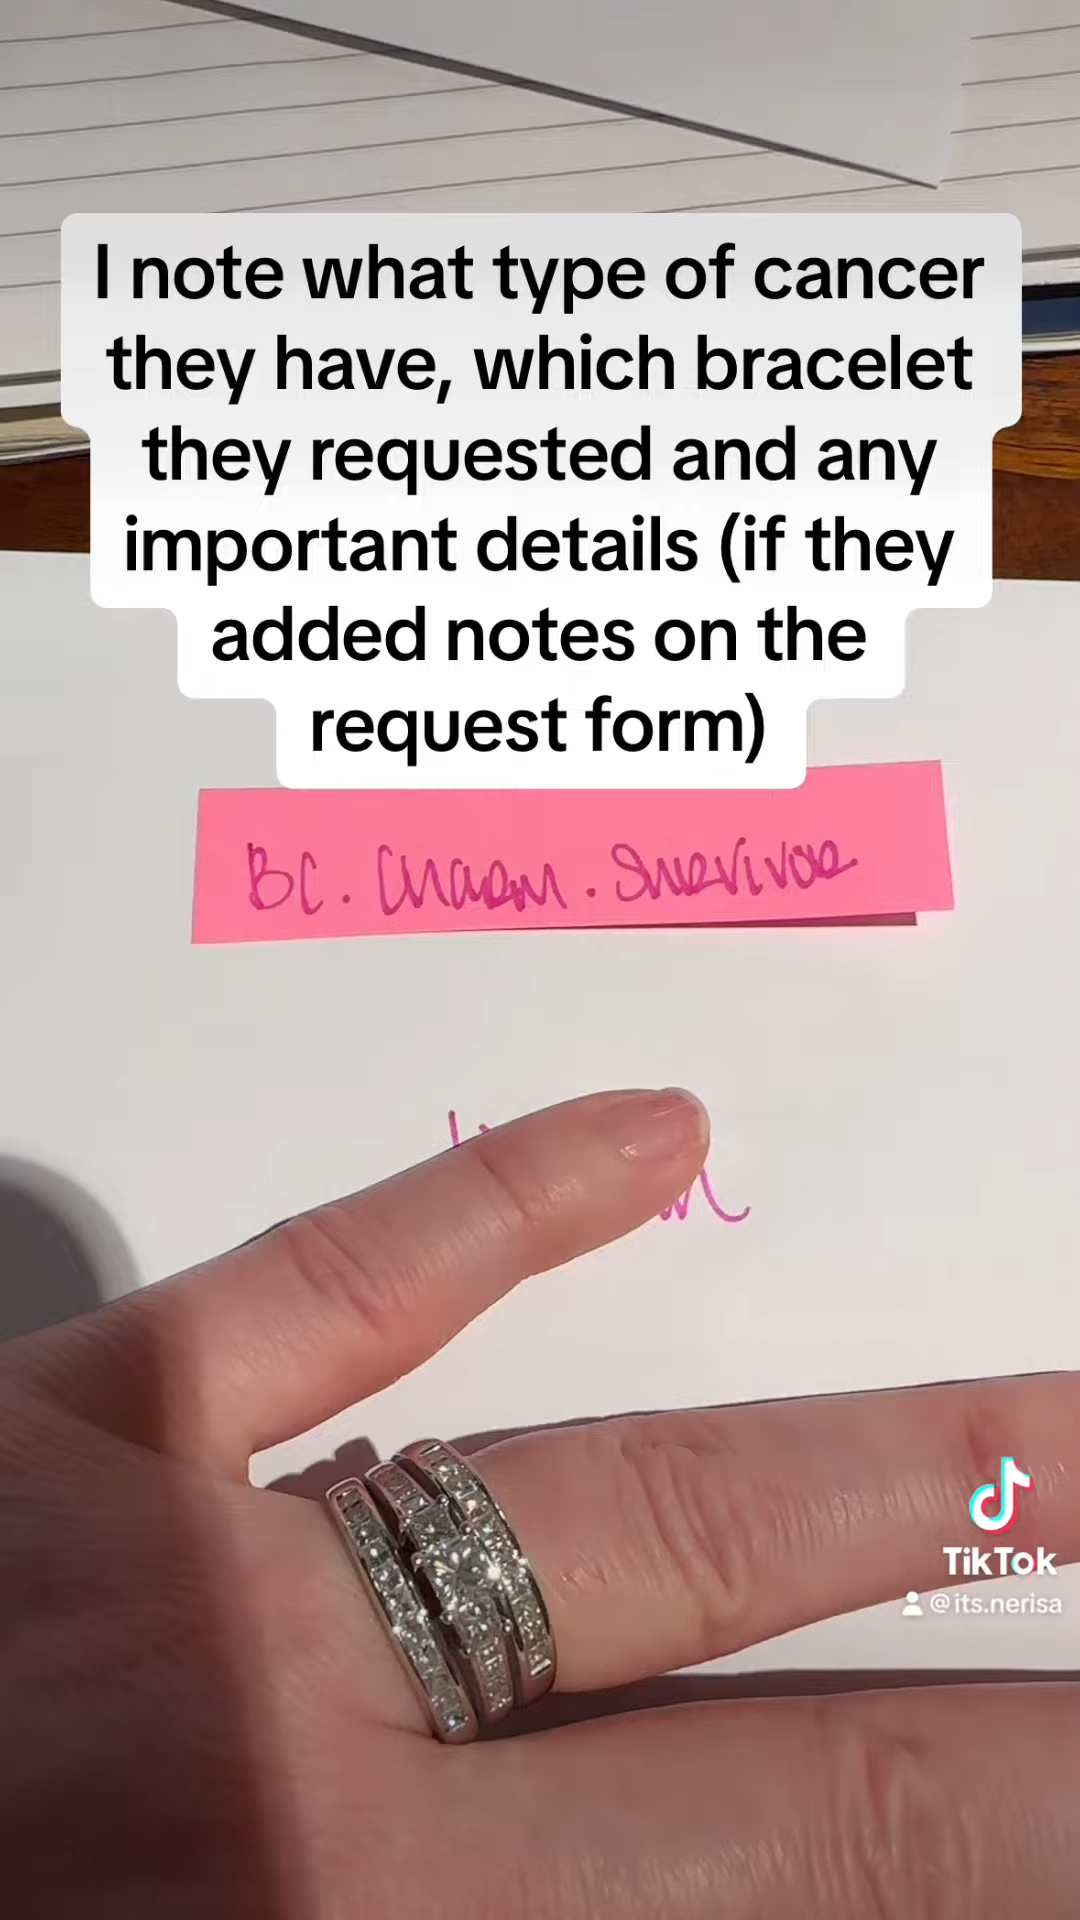 I note what type of cancer
they have, which bracelet
they requested and any
important details (if they
added notes on the
request form)
BC. Charm. Survivor
TikTok
@its.nerisa